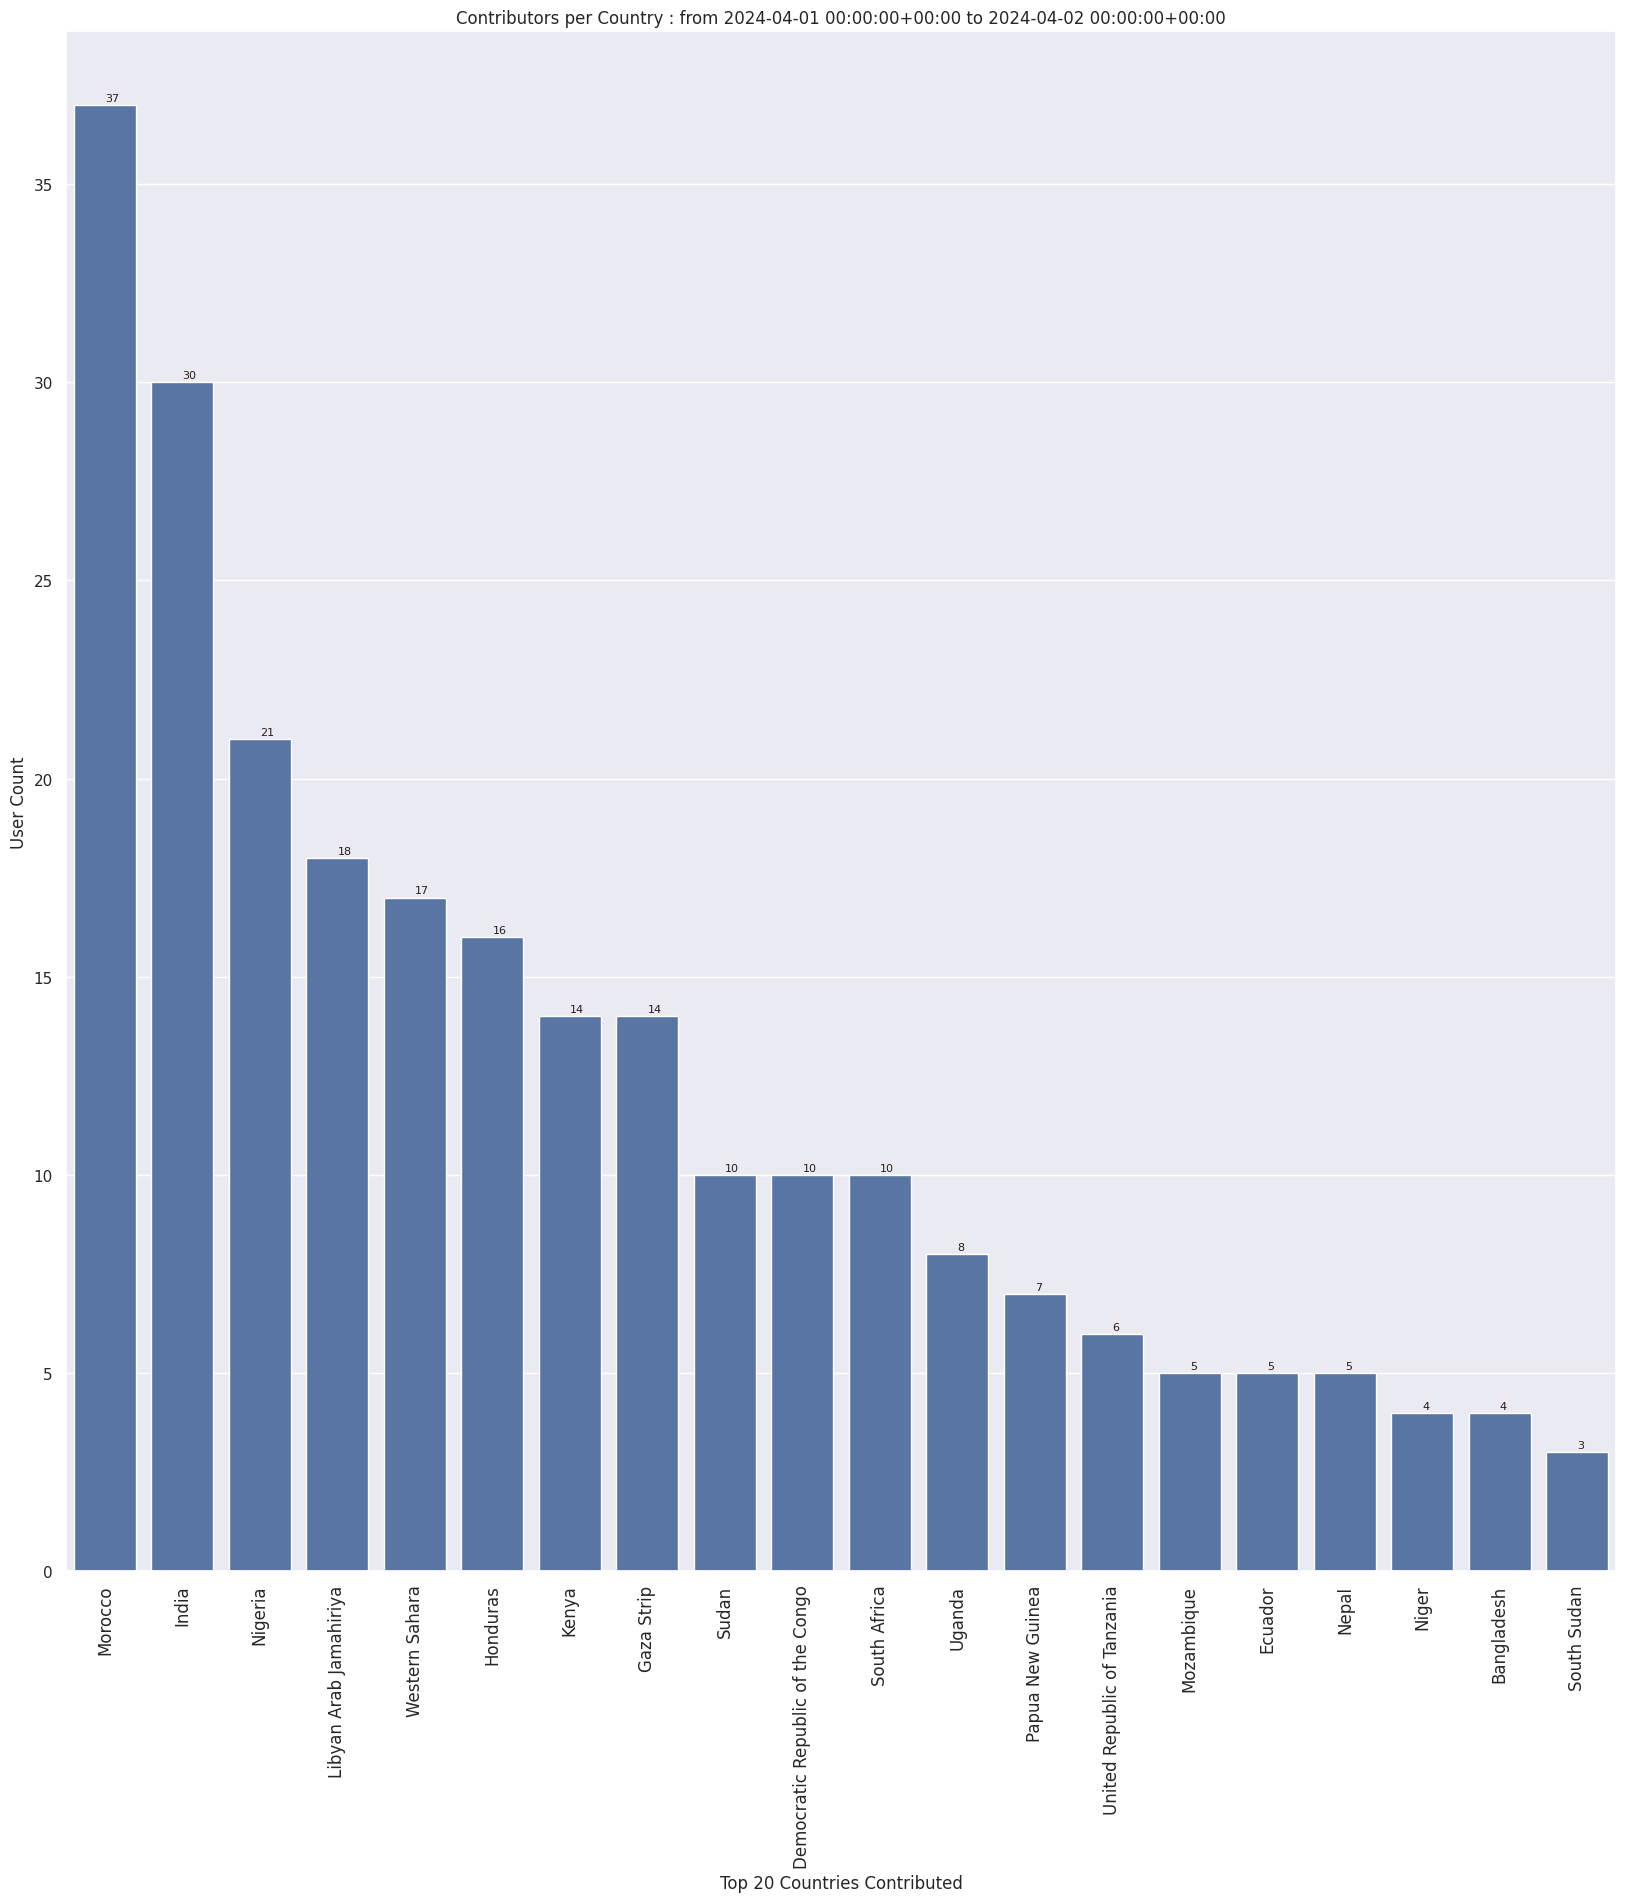 Contributors per Country : from 2024-04-01 00:00:00+00:00 to 2024-04-02 00:00:00+00:00
User Count
35
30
25
20
15
10
5
0
37
30
21
18
17
16
14
14
10
10
10
8
7
6
5
5
5
4
4
3
Morocco
India
Nigeria
Libyan Arab Jamahiriya
Western Sahara
Honduras
Kenya
Gaza Strip
Sudan
Democratic Republic of the Congo
South Africa
Uganda
Papua New Guinea
United Republic of Tanzania
Mozambique
Ecuador
Nepal
Niger
Bangladesh
South Sudan
Top 20 Countries Contributed